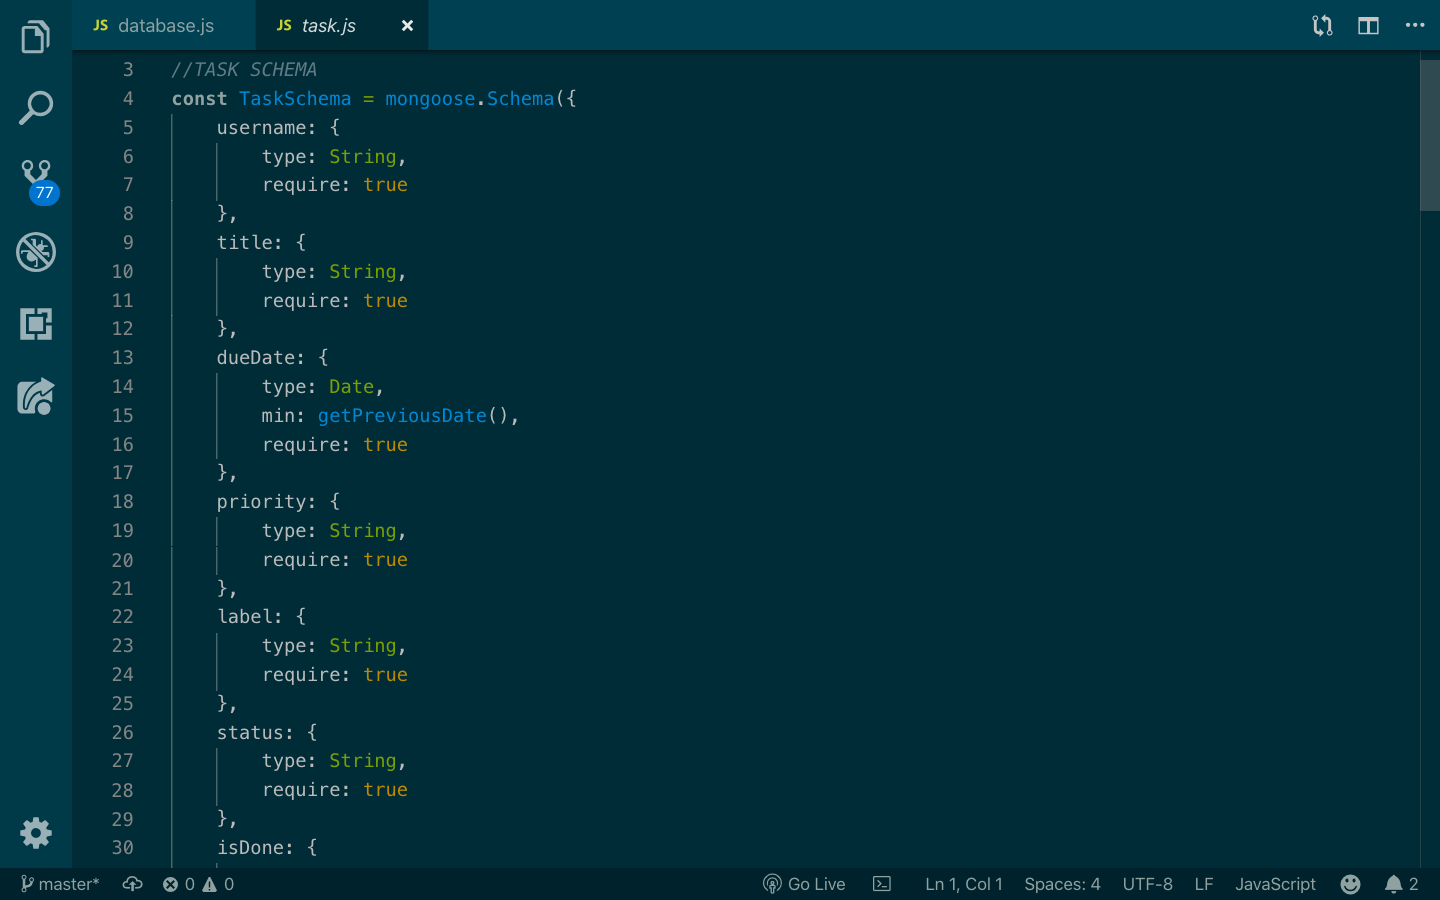 JS database.js
JS task.js
77
3 //TASK SCHEMA
4 const TaskSchema = mongoose.Schema({
5     username: {
6         type: String,
7         require: true
8     },
9     title: {
10         type: String,
11         require: true
12     },
13     dueDate: {
14         type: Date,
15         min: getPreviousDate(),
16         require: true
17     },
18     priority: {
19         type: String,
20         require: true
21     },
22     label: {
23         type: String,
24         require: true
25     },
26     status: {
27         type: String,
28         require: true
29     },
30     isDone: {
master* 0 0 Go Live Ln 1, Col 1 Spaces: 4 UTF-8 LF JavaScript 2